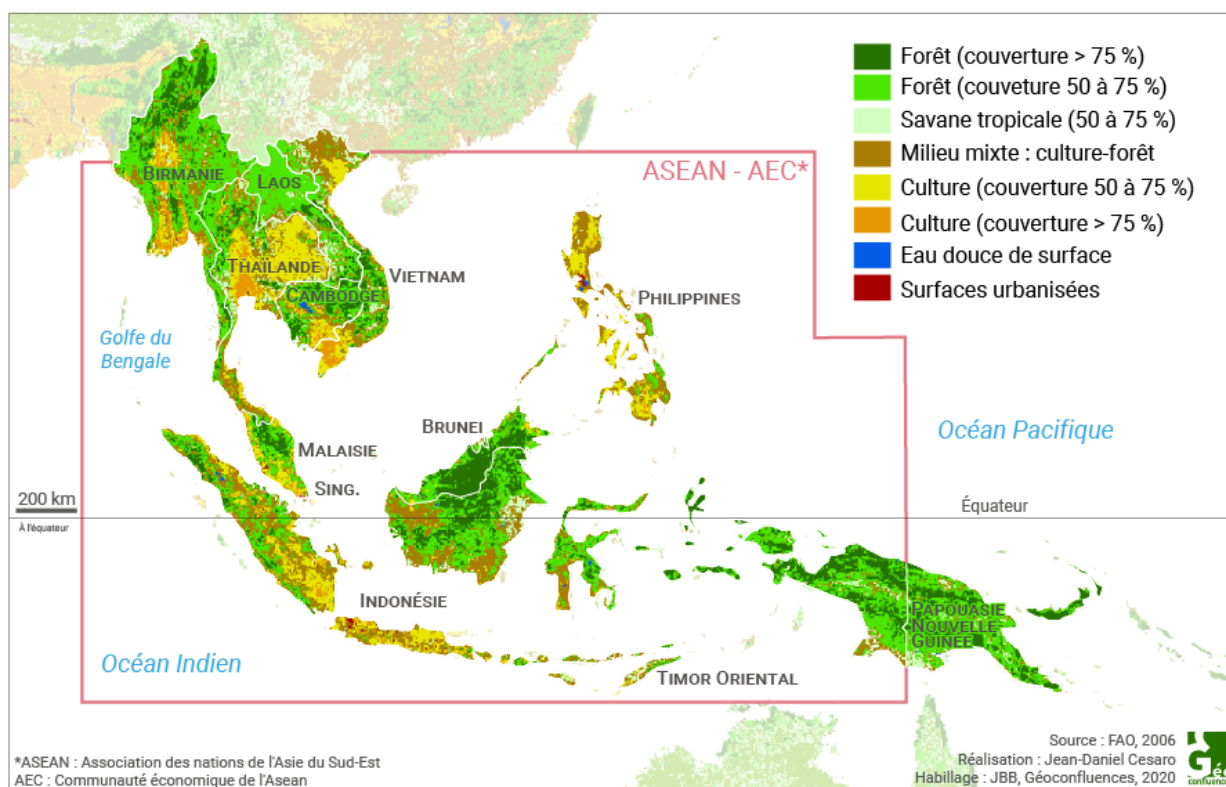 Forêt (couverture > 75 %)
Forêt (couveture 50 à 75 %)
Savane tropicale (50 à 75 %)
Milieu mixte : culture-forêt
Culture (couverture 50 à 75 %)
Culture (couverture > 75 %)
Eau douce de surface
Surfaces urbanisées
ASEAN - AEC*
BIRMANIE
LAOS
THAÏLANDE
VIETNAM
CAMBODGE
PHILIPPINES
Golfe du
Bengale
BRUNEI
MALAISIE
SING.
Océan Pacifique
200 km
À l'équateur
Équateur
INDONÉSIE
PAPOUASIE
NOUVELLE
GUINÉE
Océan Indien
TIMOR ORIENTAL
*ASEAN : Association des nations de l'Asie du Sud-Est
AEC : Communauté économique de l'Asean
Source : FAO, 2006
Réalisation : Jean-Daniel Cesaro
Habillage : JBB, Géoconfluences, 2020
Géo
confluences